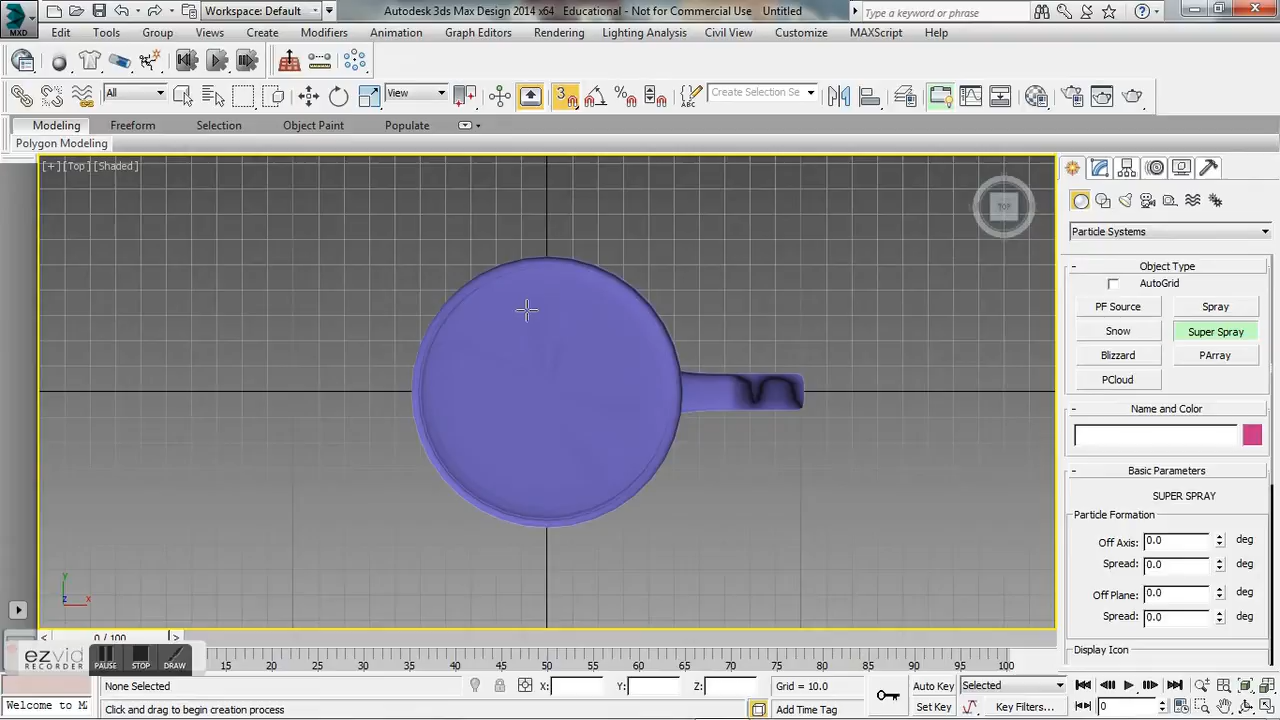 MXD
Workspace: Default
Autodesk 3ds Max Design 2014 x64 Educational - Not for Commercial Use Untitled
Type a keyword or phrase
Edit Tools Group Views Create Modifiers Animation Graph Editors Rendering Lighting Analysis Civil View Customize MAXScript Help
All View 3 ABC Create Selection Se
Modeling Freeform Selection Object Paint Populate
Polygon Modeling
[+][Top][Shaded]
TOP
Particle Systems
- Object Type
AutoGrid
PF Source Spray
Snow Super Spray
Blizzard PArray
PCloud
- Name and Color
- Basic Parameters
SUPER SPRAY
Particle Formation
Off Axis: 0.0 deg
Spread: 0.0 deg
Off Plane: 0.0 deg
Spread: 0.0 deg
Display Icon
y
z x
< 0 / 100 >
ezvid
RECORDER
PAUSE STOP DRAW
15 20 25 30 35 40 45 50 55 60 65 70 75 80 85 90 95 100
None Selected X: Y: Z: Grid = 10.0 Auto Key Selected
Welcome to M Click and drag to begin creation process Add Time Tag Set Key Key Filters... 0